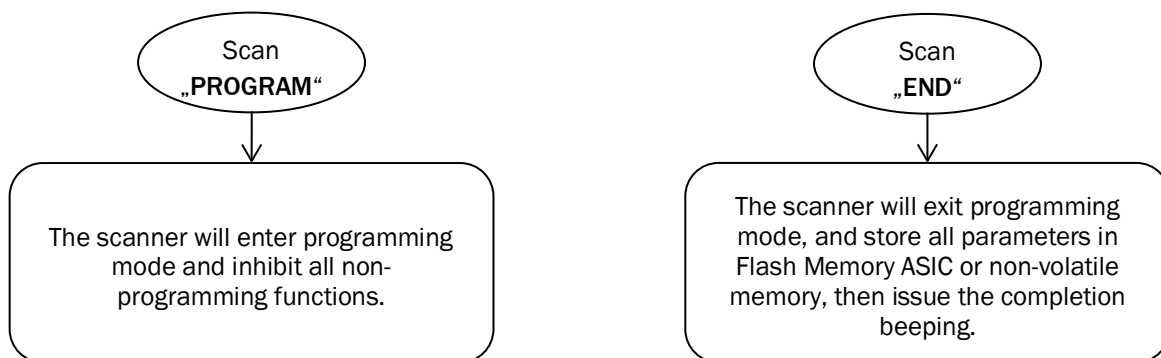 Scan
„PROGRAM“
The scanner will enter programming
mode and inhibit all non-
programming functions.
Scan
„END“
The scanner will exit programming
mode, and store all parameters in
Flash Memory ASIC or non-volatile
memory, then issue the completion
beeping.